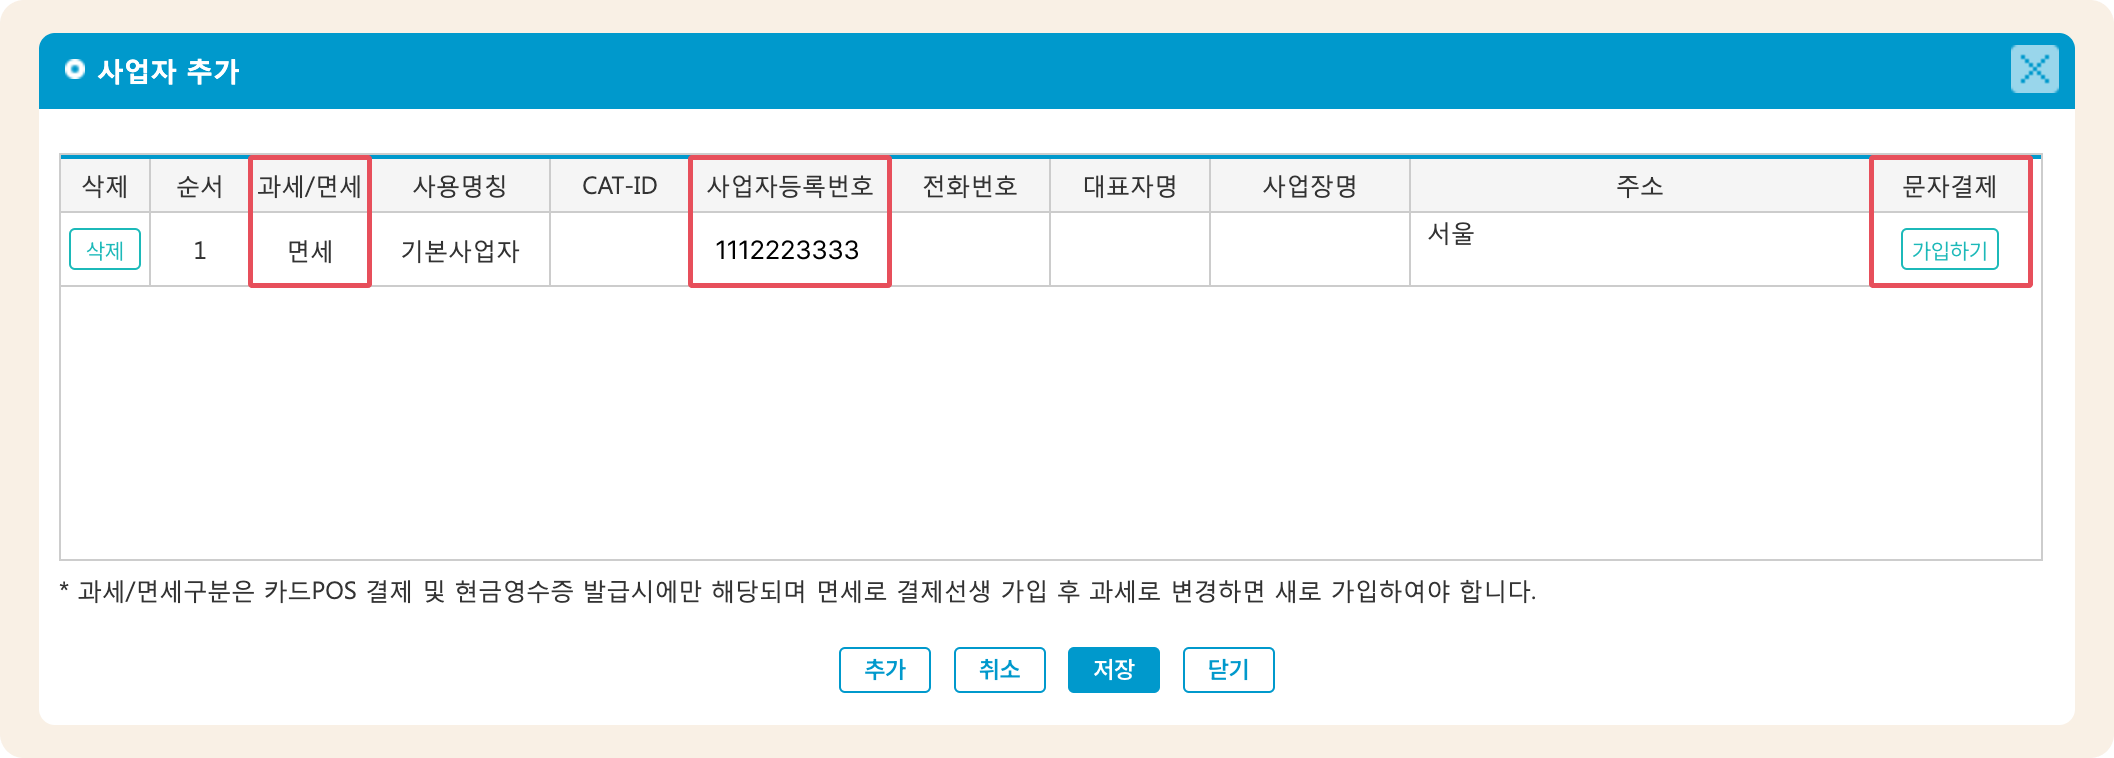 사업자 추가
삭제 순서 과세/면세 사용명칭 CAT-ID 사업자등록번호 전화번호 대표자명 사업장명 주소 문자결제
삭제 1 면세 기본사업자 1112223333 서울 가입하기
* 과세/면세구분은 카드POS 결제 및 현금영수증 발급시에만 해당되며 면세로 결제선생 가입 후 과세로 변경하면 새로 가입하여야 합니다.
추가 취소 저장 닫기